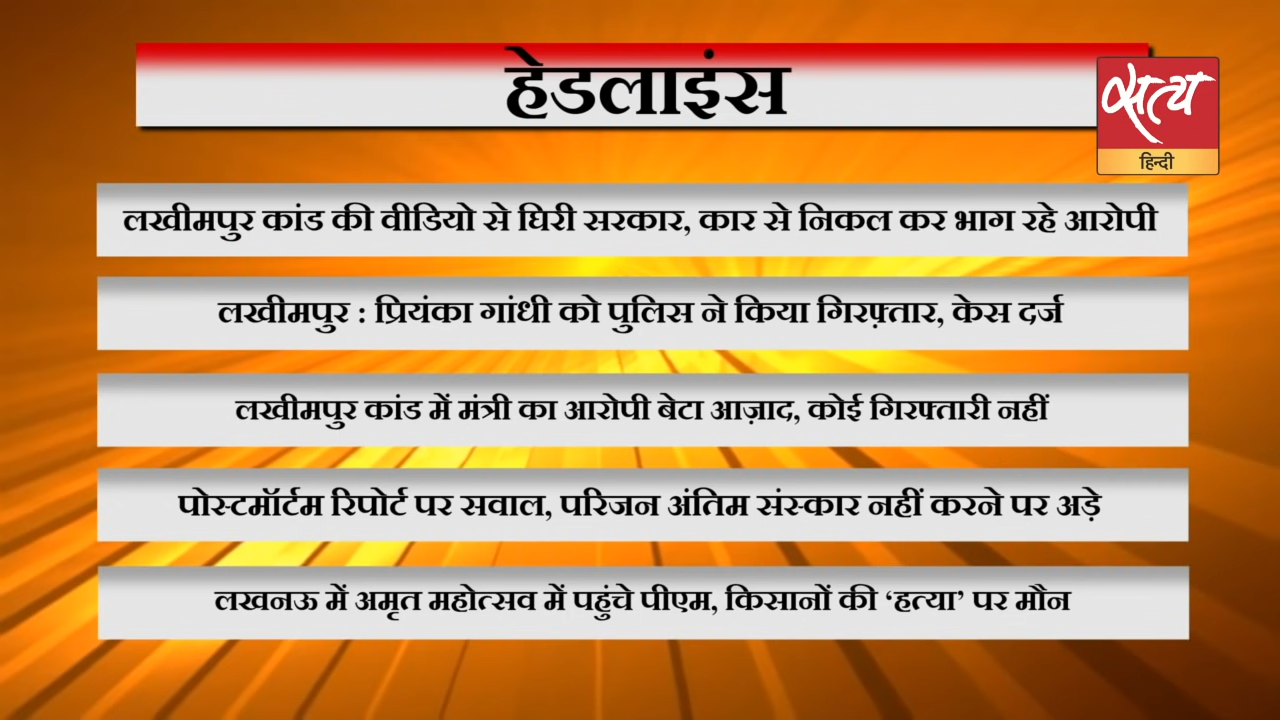 हेडलाइंस
सत्य
हिन्दी
लखीमपुर कांड की वीडियो से घिरी सरकार, कार से निकल कर भाग रहे आरोपी
लखीमपुर : प्रियंका गांधी को पुलिस ने किया गिरफ़्तार, केस दर्ज
लखीमपुर कांड में मंत्री का आरोपी बेटा आज़ाद, कोई गिरफ्तारी नहीं
पोस्टमॉर्टम रिपोर्ट पर सवाल, परिजन अंतिम संस्कार नहीं करने पर अड़े
लखनऊ में अमृत महोत्सव में पहुंचे पीएम, किसानों की ‘हत्या’ पर मौन